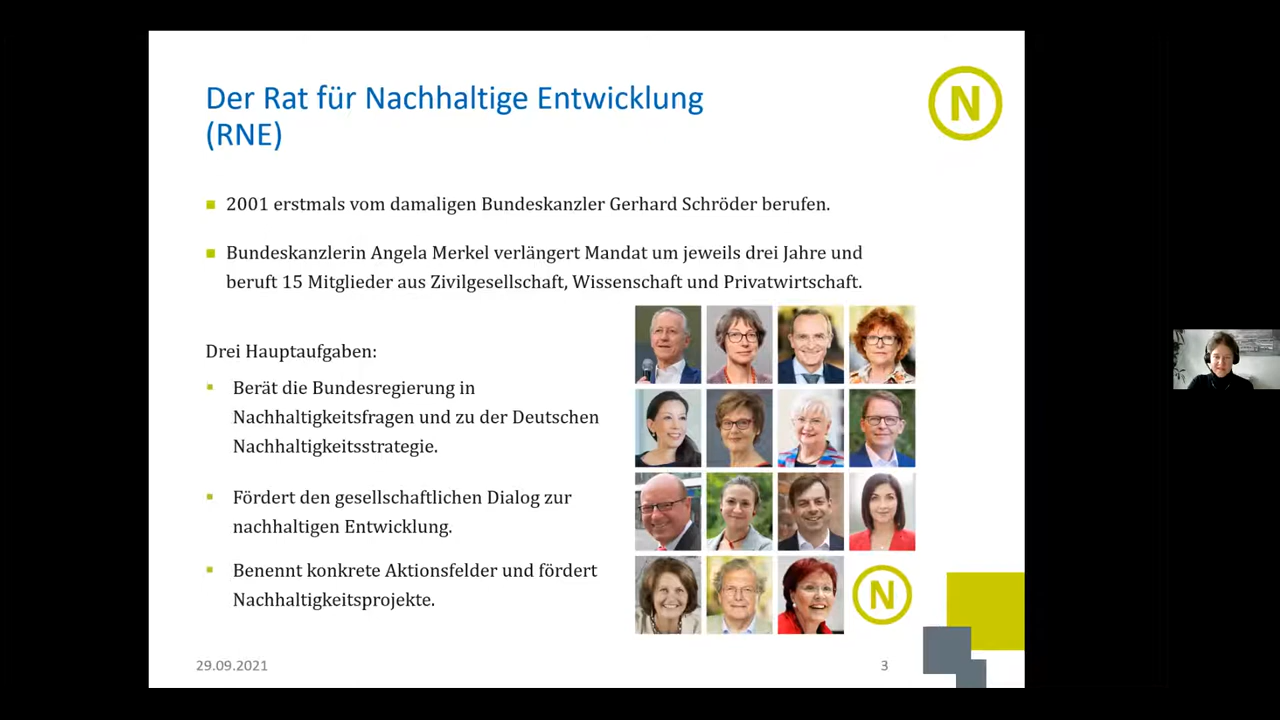 Der Rat für Nachhaltige Entwicklung
(RNE)
N
2001 erstmals vom damaligen Bundeskanzler Gerhard Schröder berufen.
Bundeskanzlerin Angela Merkel verlängert Mandat um jeweils drei Jahre und
beruft 15 Mitglieder aus Zivilgesellschaft, Wissenschaft und Privatwirtschaft.
Drei Hauptaufgaben:
Berät die Bundesregierung in
Nachhaltigkeitsfragen und zu der Deutschen
Nachhaltigkeitsstrategie.
Fördert den gesellschaftlichen Dialog zur
nachhaltigen Entwicklung.
Benennt konkrete Aktionsfelder und fördert
Nachhaltigkeitsprojekte.
N
29.09.2021
3